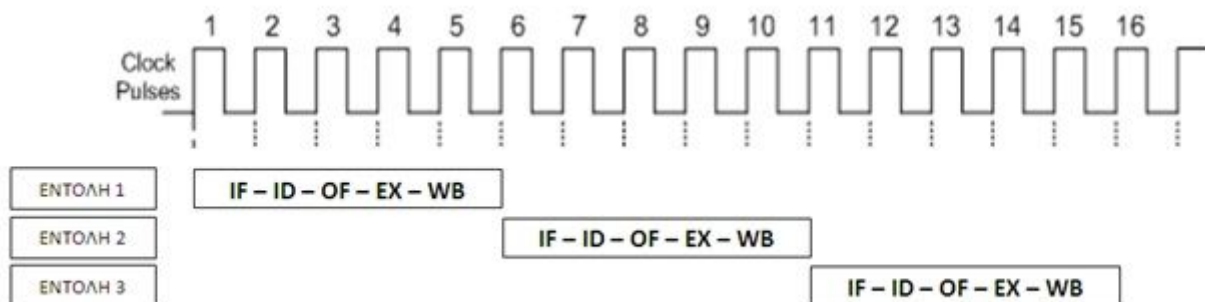 1 2 3 4 5 6 7 8 9 10 11 12 13 14 15 16
Clock
Pulses
ΕΝΤΟΛΗ 1 IF – ID – OF – EX – WB
ΕΝΤΟΛΗ 2 IF – ID – OF – EX – WB
ΕΝΤΟΛΗ 3 IF – ID – OF – EX – WB